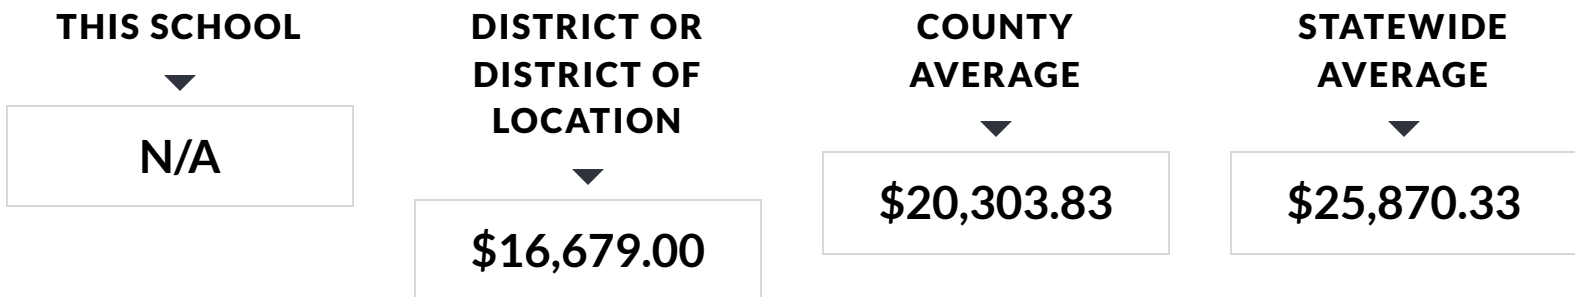 THIS SCHOOL
N/A
DISTRICT OR
DISTRICT OF
LOCATION
$16,679.00
COUNTY
AVERAGE
$20,303.83
STATEWIDE
AVERAGE
$25,870.33